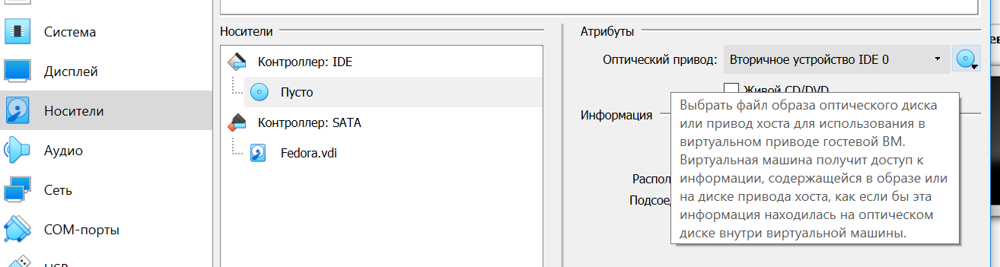 Система
Дисплей
Носители
Аудио
Сеть
COM-порты
USB
Носители
Контроллер: IDE
Пусто
Контроллер: SATA
Fedora.vdi
Атрибуты
Оптический привод: Вторичное устройство IDE 0
Живой CD/DVD
Информация
Распол
Подсоед
Выбрать файл образа оптического диска
или привод хоста для использования в
виртуальном приводе гостевой ВМ.
Виртуальная машина получит доступ к
информации, содержащейся в образе или
на диске привода хоста, как если бы эта
информация находилась на оптическом
диске внутри виртуальной машины.